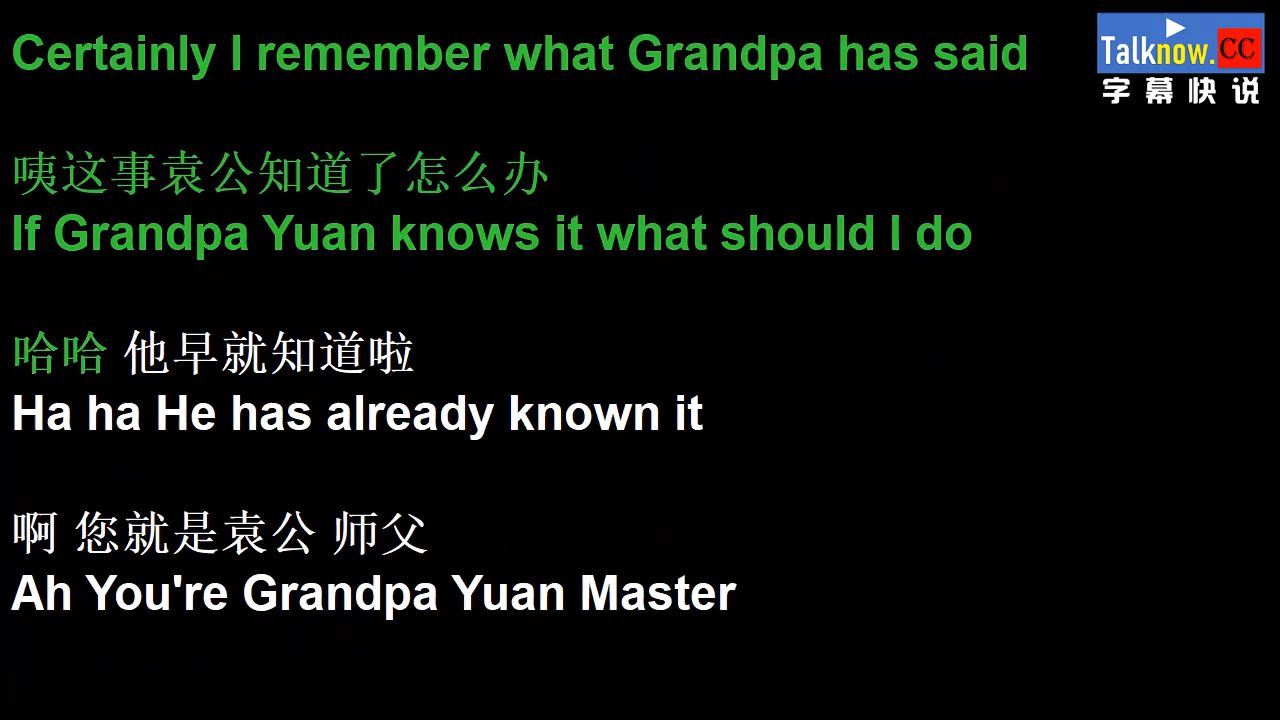 Certainly I remember what Grandpa has said
Talknow.CC
字幕快说
咦这事袁公知道了怎么办
If Grandpa Yuan knows it what should I do
哈哈 他早就知道啦
Ha ha He has already known it
啊 您就是袁公 师父
Ah You're Grandpa Yuan Master